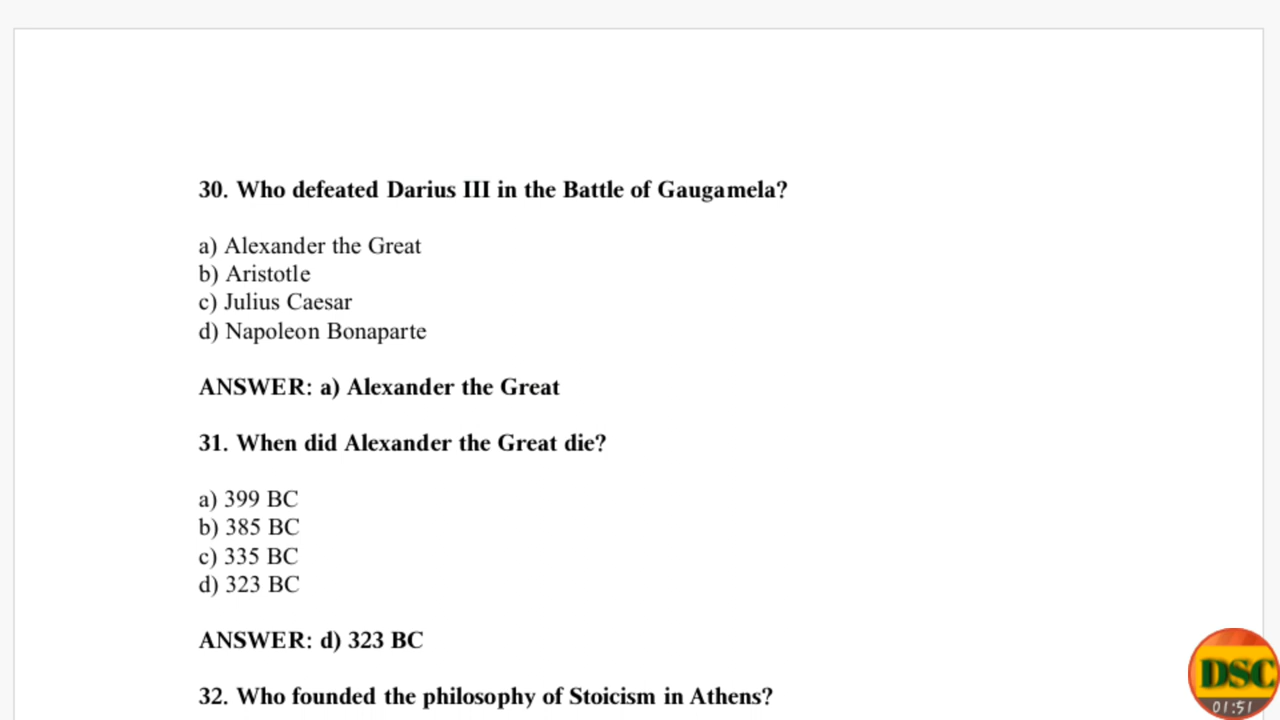 30. Who defeated Darius III in the Battle of Gaugamela?
a) Alexander the Great
b) Aristotle
c) Julius Caesar
d) Napoleon Bonaparte
ANSWER: a) Alexander the Great
31. When did Alexander the Great die?
a) 399 BC
b) 385 BC
c) 335 BC
d) 323 BC
ANSWER: d) 323 BC
32. Who founded the philosophy of Stoicism in Athens?
DSC
01:51